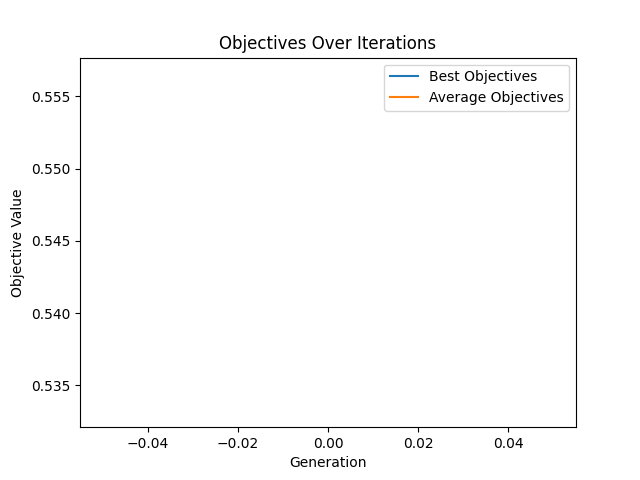 Objectives Over Iterations
Best Objectives
Average Objectives
0.555
0.550
0.545
0.540
0.535
Objective Value
−0.04 −0.02 0.00 0.02 0.04
Generation